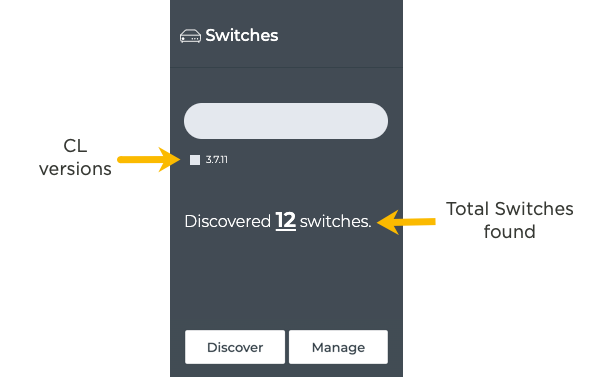 Switches
CL
versions
3.7.11
Discovered 12 switches.
Total Switches
found
Discover
Manage